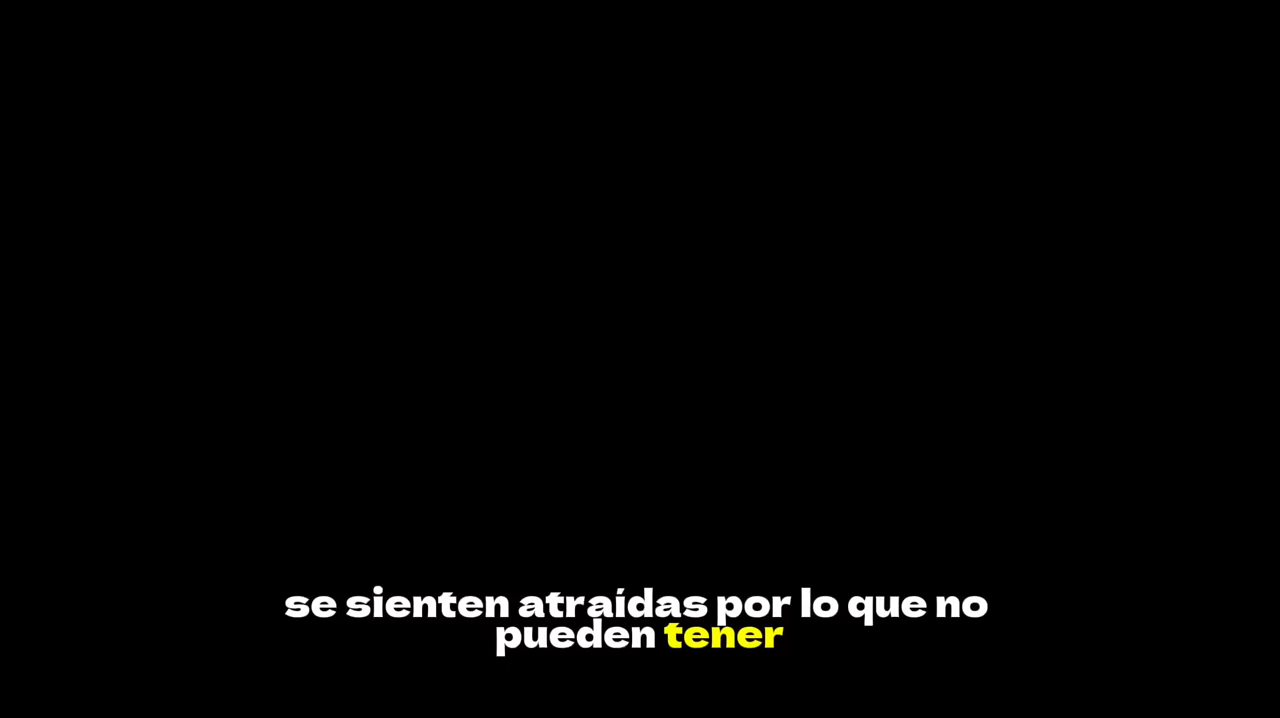 se sienten atraídas por lo que no
pueden tener